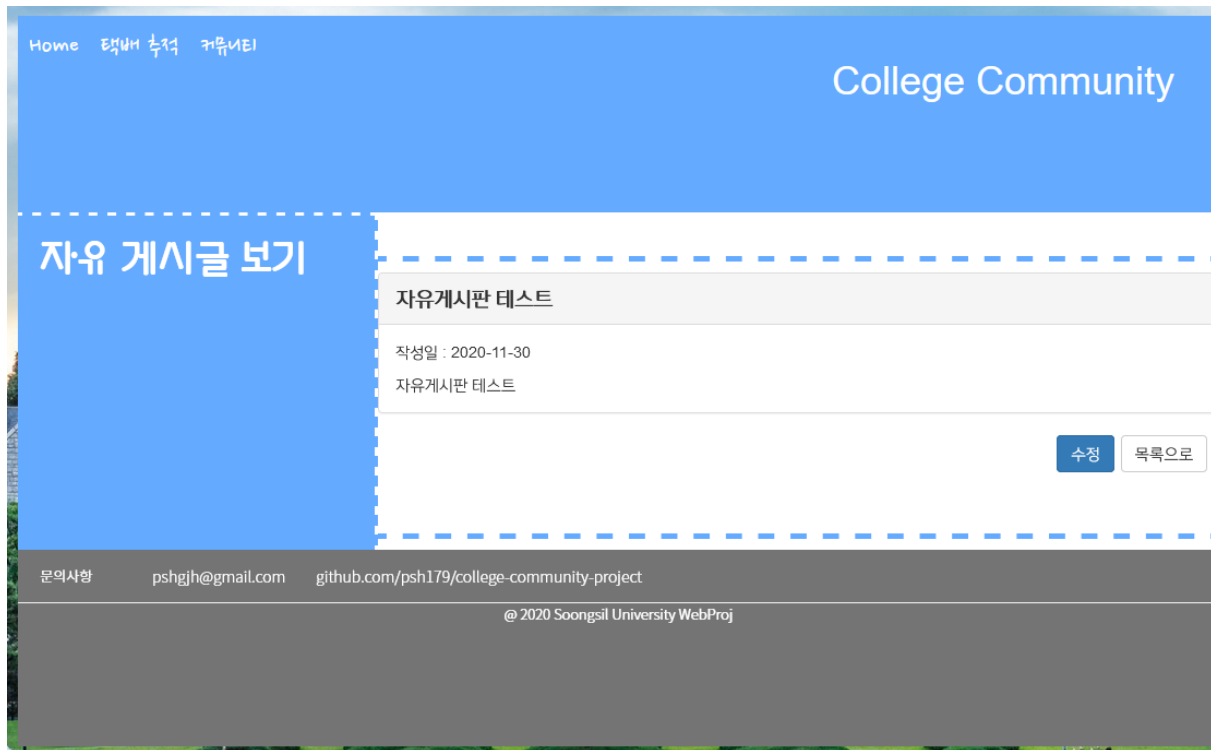 Home 택배 추적 커뮤니티
College Community
자유 게시글 보기
자유게시판 테스트
작성일 : 2020-11-30
자유게시판 테스트
수정 목록으로
문의사항 pshgjh@gmail.com github.com/psh179/college-community-project
@ 2020 Soongsil University WebProj